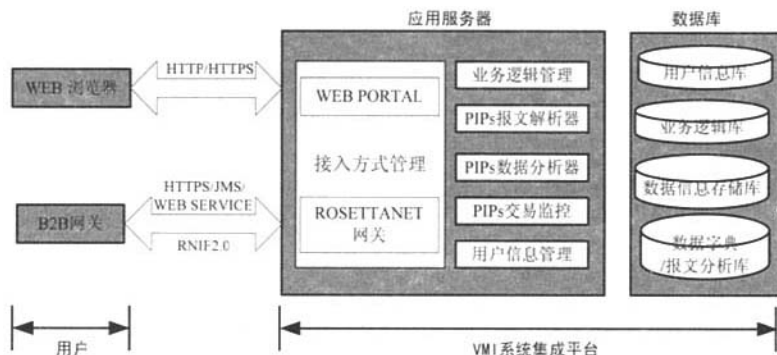 应用服务器
数据库
HTTP/HTTPS
WEB 浏览器
WEB PORTAL
接入方式管理
HTTPS/JMS/
WEB SERVICE
B2B网关
RNIF2.0
ROSETTANET
网关
业务逻辑管理
PIPs报文解析器
PIPs数据分析器
PIPs交易监控
用户信息管理
用户信息库
业务逻辑库
数据信息存储库
数据字典
/报文分析库
用户
VMI系统集成平台